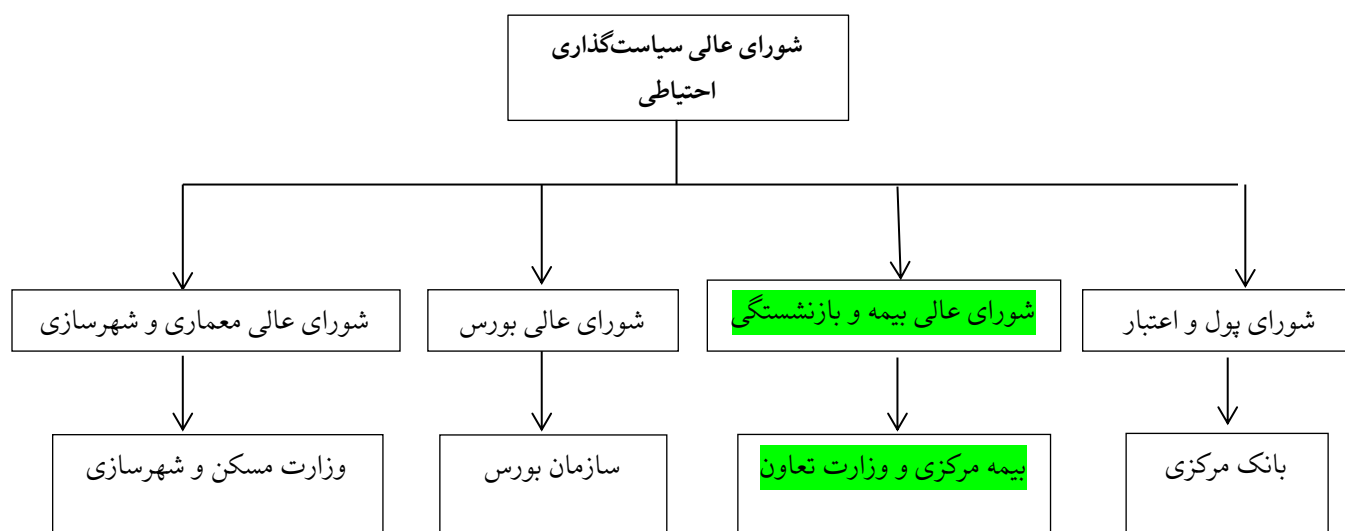 شورای عالی سیاست‌گذاری
احتیاطی
شورای پول و اعتبار
شورای عالی بیمه و بازنشستگی
شورای عالی بورس
شورای عالی معماری و شهرسازی
بانک مرکزی
بیمه مرکزی و وزارت تعاون
سازمان بورس
وزارت مسکن و شهرسازی